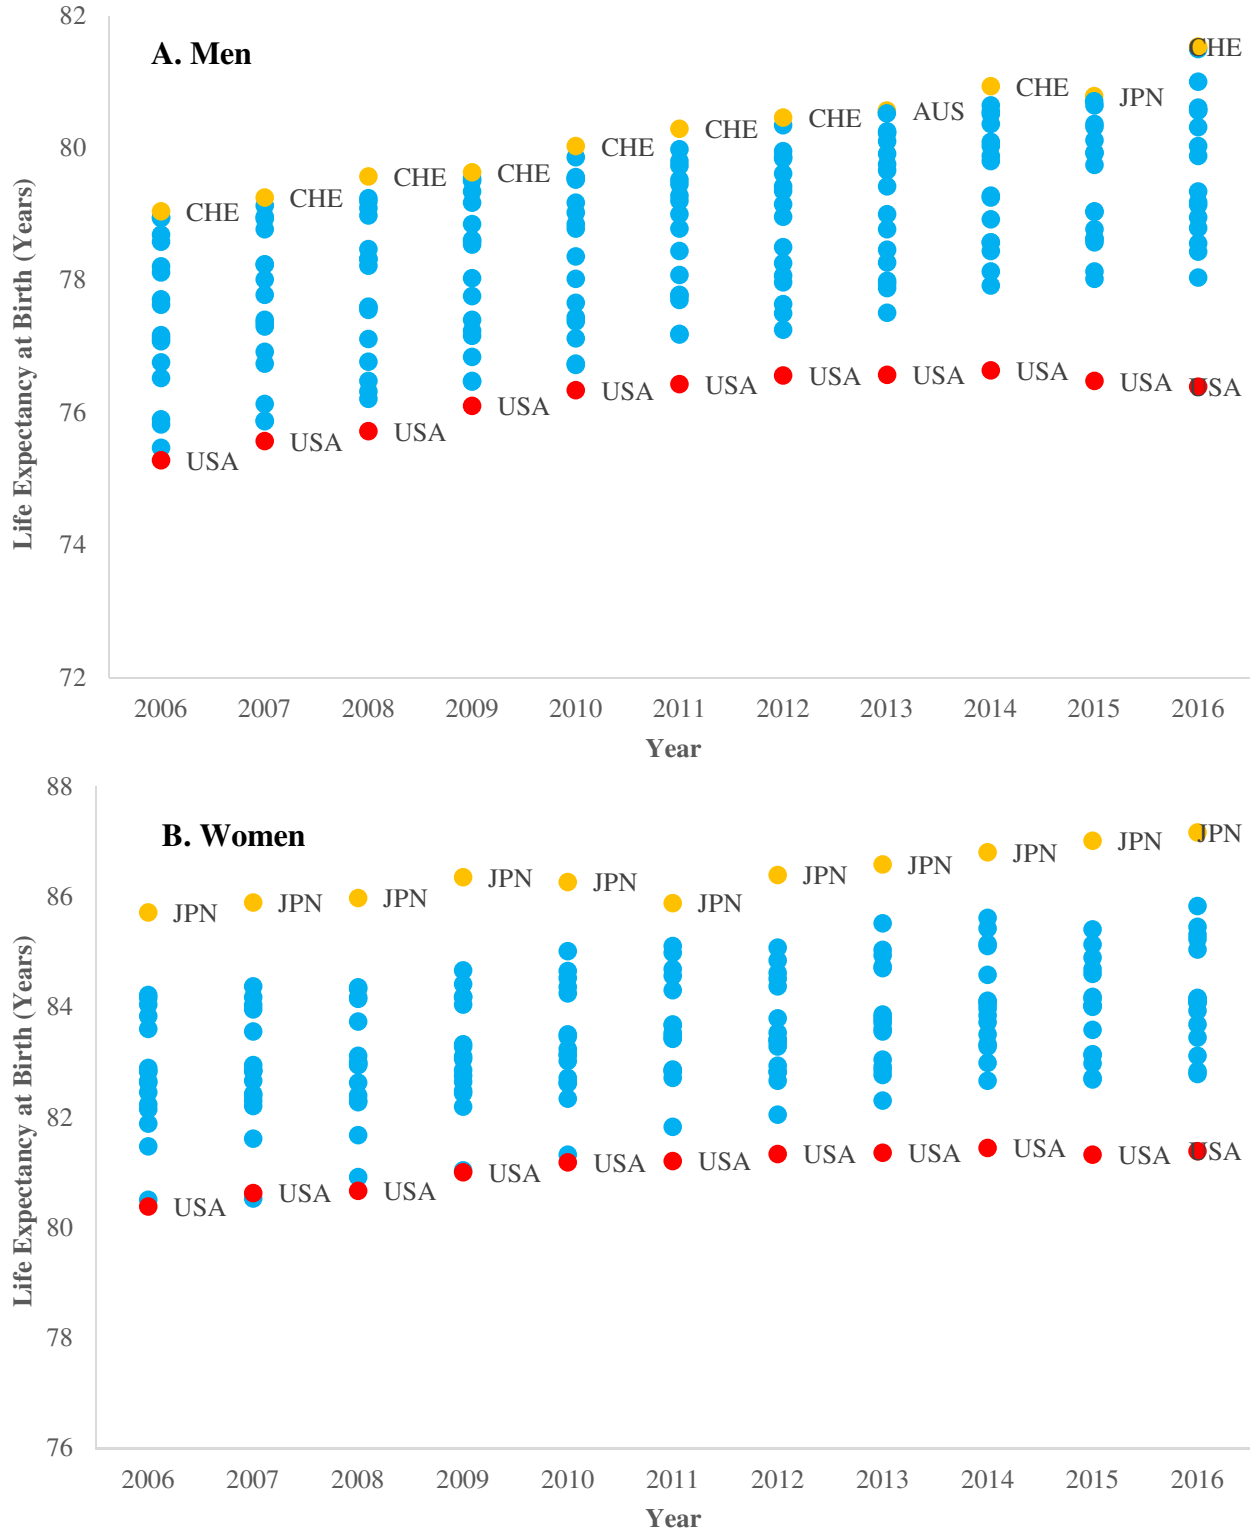 82
A. Men
CHE
CHE
JPN
CHE
AUS
CHE
CHE
80
CHE
CHE
CHE
CHE
78
76
USA
USA
USA
USA
USA
USA
USA
USA
USA
USA
USA
74
72
Life Expectancy at Birth (Years)
2006 2007 2008 2009 2010 2011 2012 2013 2014 2015 2016
Year
88
B. Women
JPN
JPN
JPN
JPN
JPN
JPN
JPN
86
JPN
JPN
JPN
JPN
84
82
USA
USA
USA
USA
USA
USA
USA
USA
USA
USA
USA
80
78
76
Life Expectancy at Birth (Years)
2006 2007 2008 2009 2010 2011 2012 2013 2014 2015 2016
Year